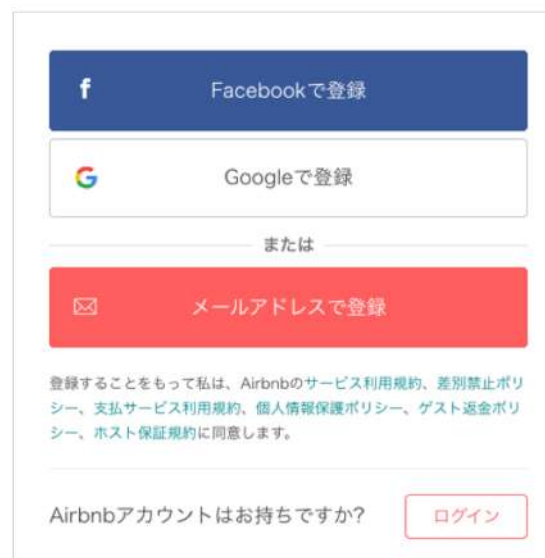 f Facebookで登録
Googleで登録
または
メールアドレスで登録
登録することをもって私は、Airbnbのサービス利用規約、差別禁止ポリ
シー、支払サービス利用規約、個人情報保護ポリシー、ゲスト返金ポリ
シー、ホスト保証規約に同意します。
Airbnbアカウントはお持ちですか? ログイン